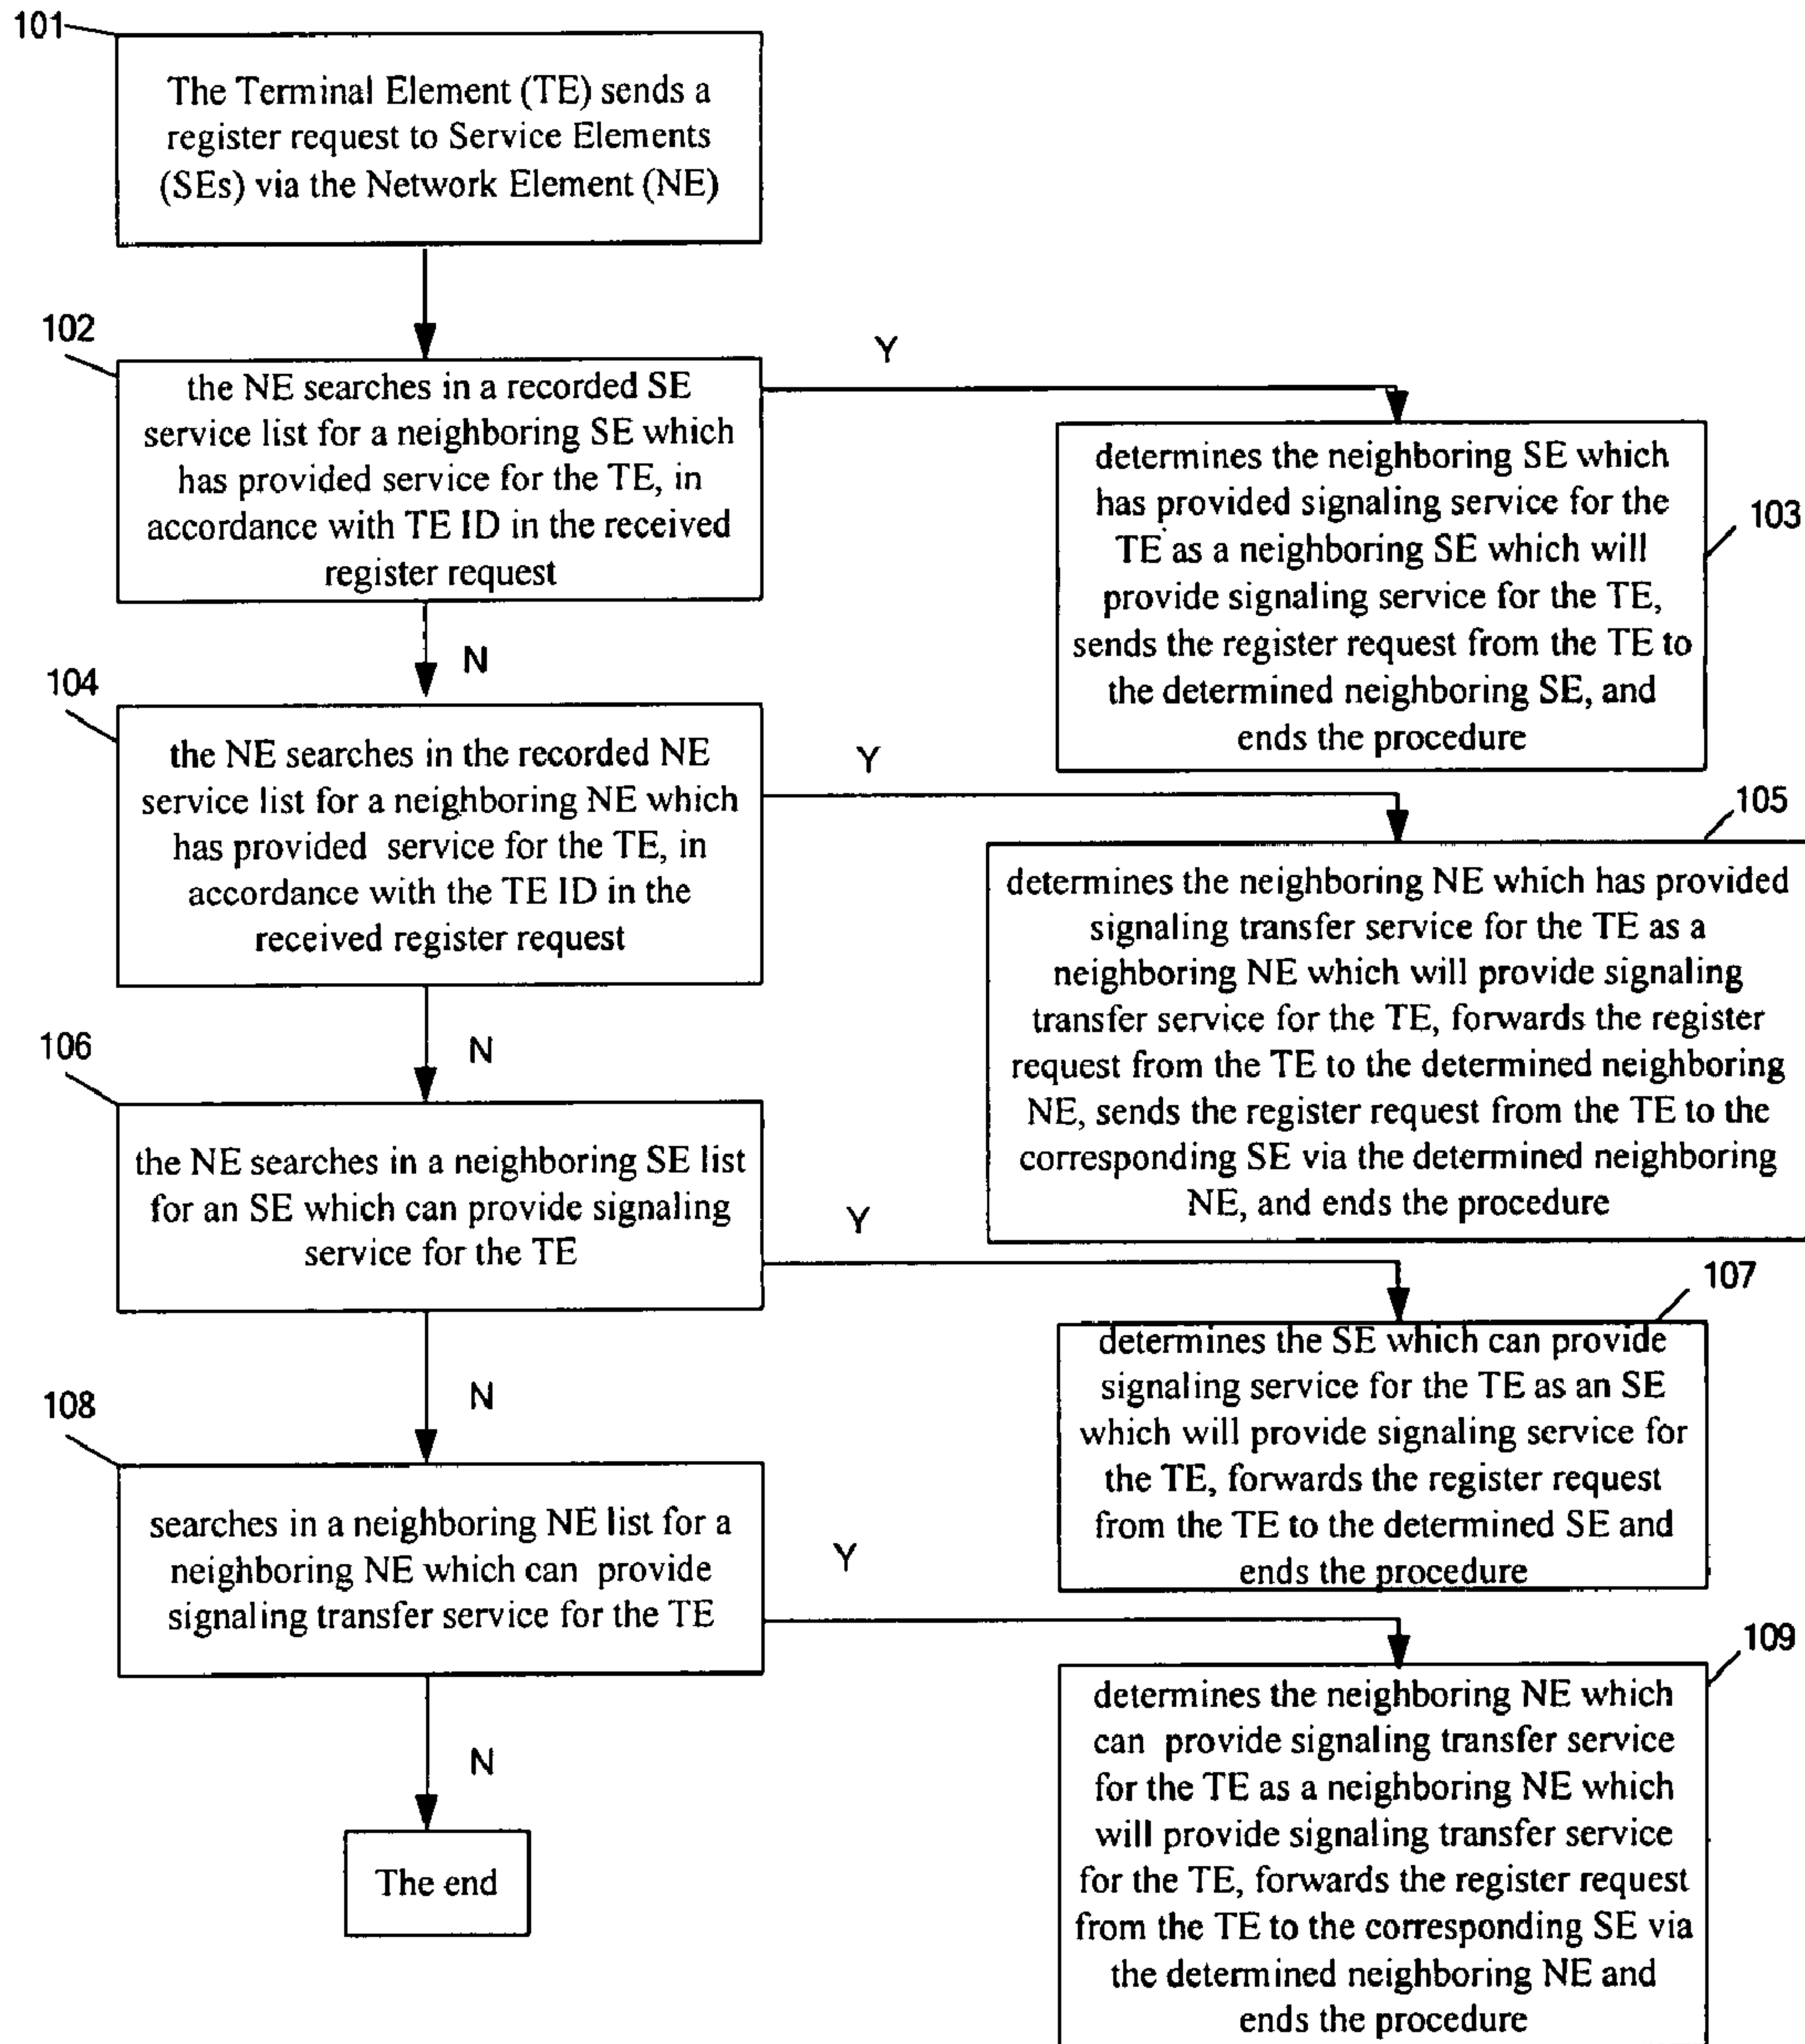 101
The Terminal Element (TE) sends a
register request to Service Elements
(SEs) via the Network Element (NE)
102
the NE searches in a recorded SE
service list for a neighboring SE which
has provided service for the TE, in
accordance with TE ID in the received
register request
Y
determines the neighboring SE which
has provided signaling service for the
TE as a neighboring SE which will
provide signaling service for the TE,
sends the register request from the TE to
the determined neighboring SE, and
ends the procedure
103
N
104
the NE searches in the recorded NE
service list for a neighboring NE which
has provided service for the TE, in
accordance with the TE ID in the
received register request
Y
105
determines the neighboring NE which has provided
signaling transfer service for the TE as a
neighboring NE which will provide signaling
transfer service for the TE, forwards the register
request from the TE to the determined neighboring
NE, sends the register request from the TE to the
corresponding SE via the determined neighboring
NE, and ends the procedure
N
106
the NE searches in a neighboring SE list
for an SE which can provide signaling
service for the TE
Y
107
determines the SE which can provide
signaling service for the TE as an SE
which will provide signaling service for
the TE, forwards the register request
from the TE to the determined SE and
ends the procedure
N
108
searches in a neighboring NE list for a
neighboring NE which can provide
signaling transfer service for the TE
Y
109
determines the neighboring NE which
can provide signaling transfer service
for the TE as a neighboring NE which
will provide signaling transfer service
for the TE, forwards the register request
from the TE to the corresponding SE via
the determined neighboring NE and
ends the procedure
N
The end